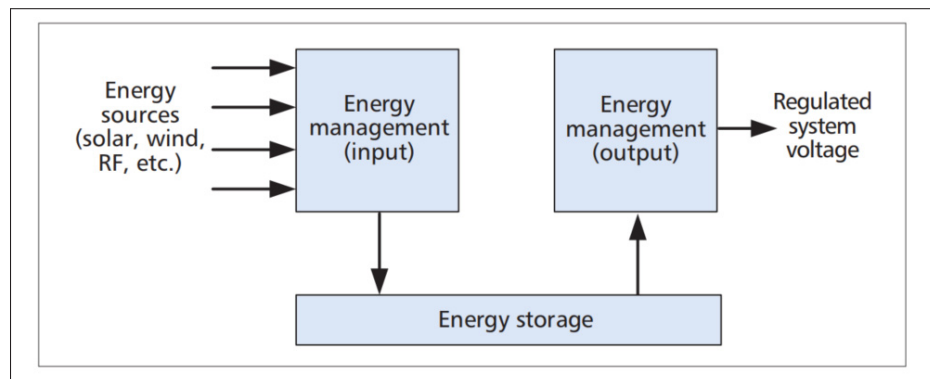 Energy
sources
(solar, wind,
RF, etc.)
Energy
management
(input)
Energy
management
(output)
Regulated
system
voltage
Energy storage